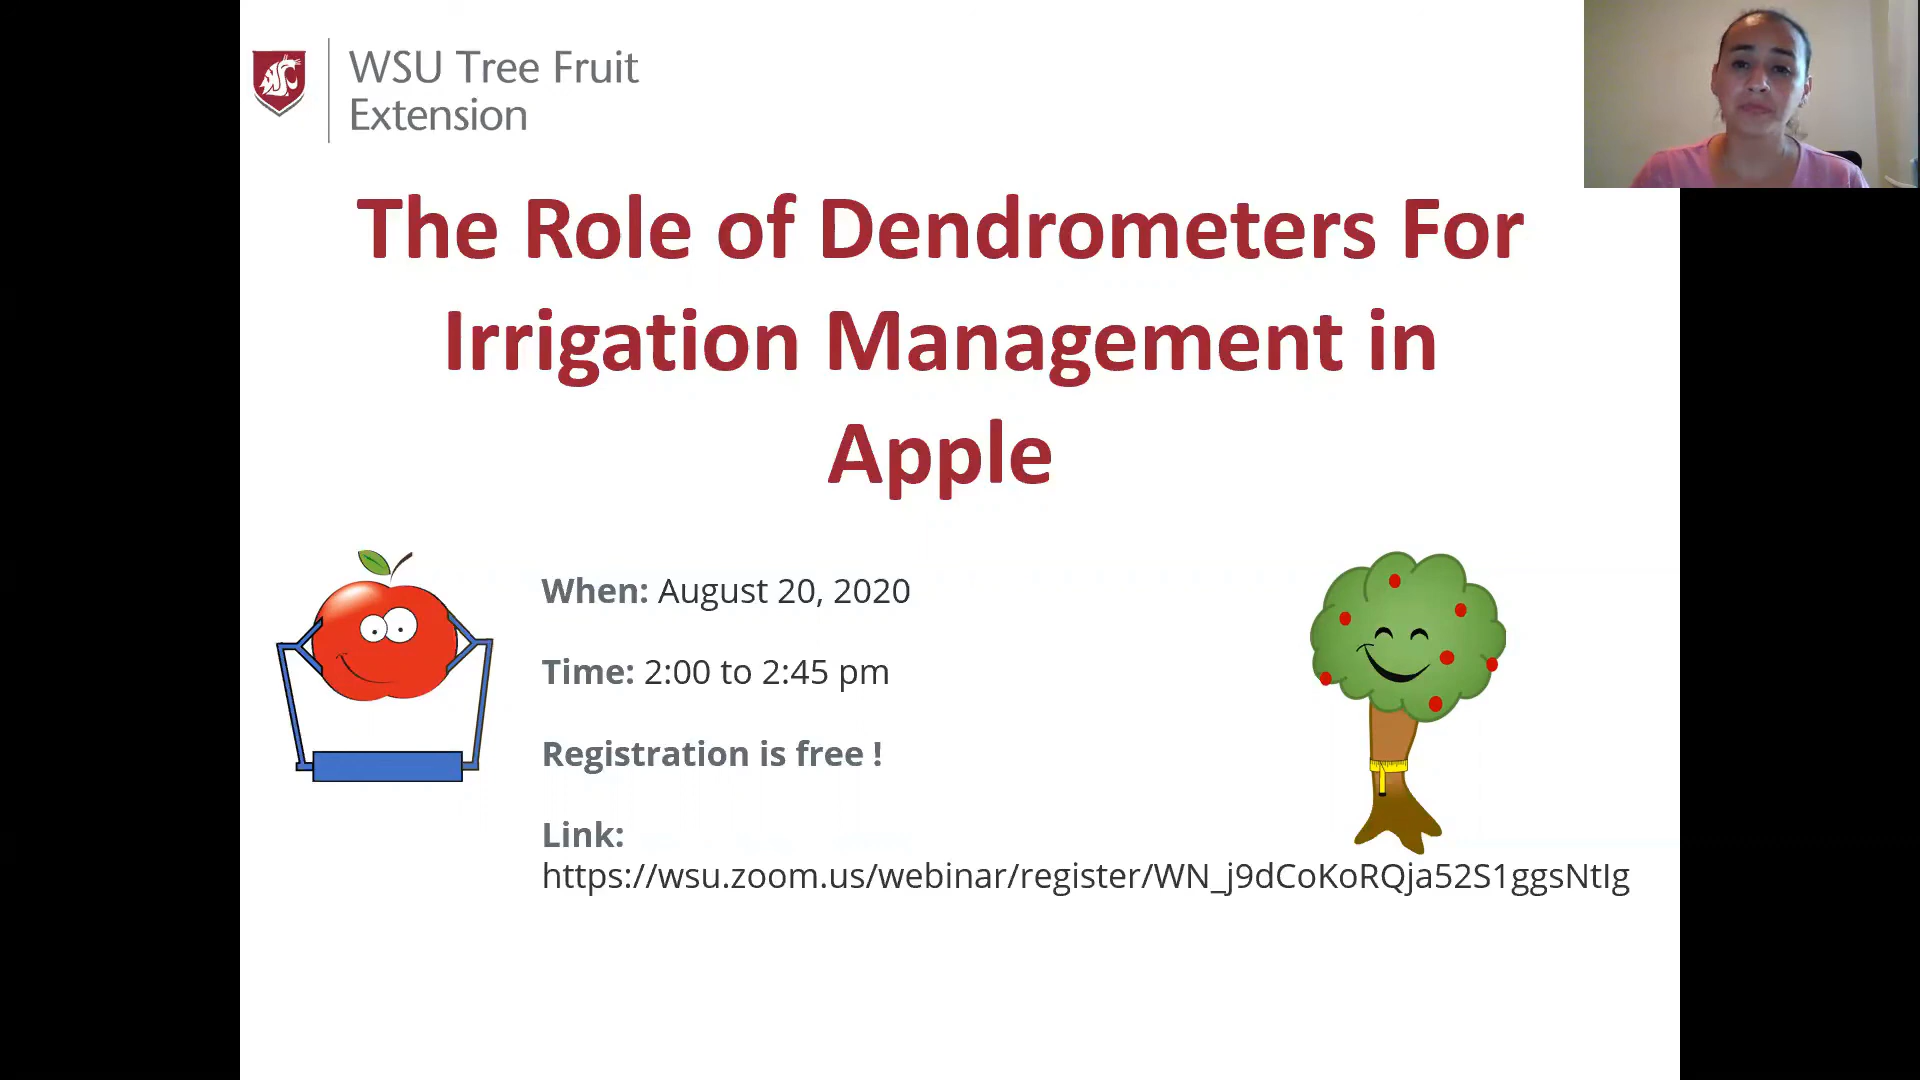 WSU Tree Fruit
Extension
The Role of Dendrometers For
Irrigation Management in
Apple
When: August 20, 2020
Time: 2:00 to 2:45 pm
Registration is free !
Link:
https://wsu.zoom.us/webinar/register/WN_j9dCoKoRQja52S1ggsNtIg